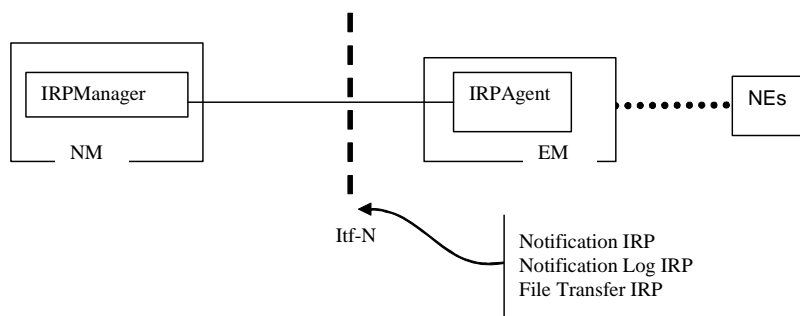 IRPManager
NM
IRPAgent
EM
NEs
Itf-N
Notification IRP
Notification Log IRP
File Transfer IRP